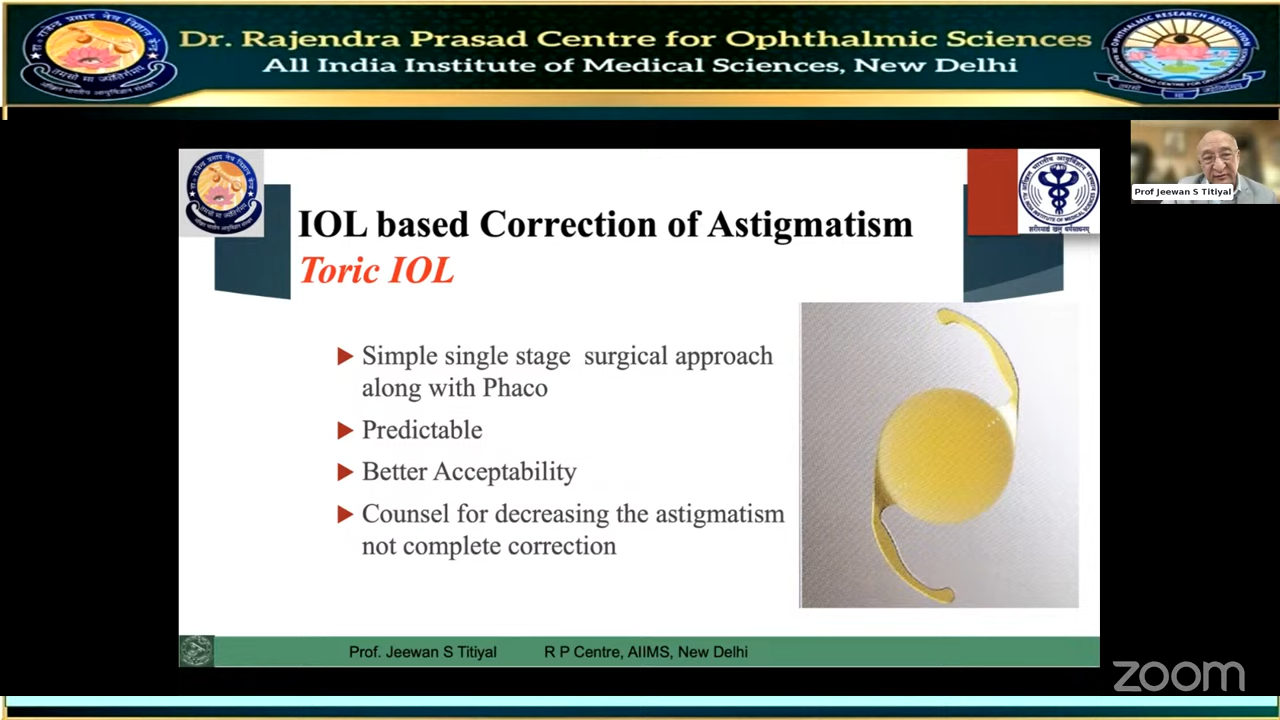 Dr. Rajendra Prasad Centre for Ophthalmic Sciences
All India Institute of Medical Sciences, New Delhi
Prof Jeewan S Titiyal
IOL based Correction of Astigmatism
Toric IOL
Simple single stage surgical approach
along with Phaco
Predictable
Better Acceptability
Counsel for decreasing the astigmatism
not complete correction
Prof. Jeewan S Titiyal R P Centre, AIIMS, New Delhi
zoom